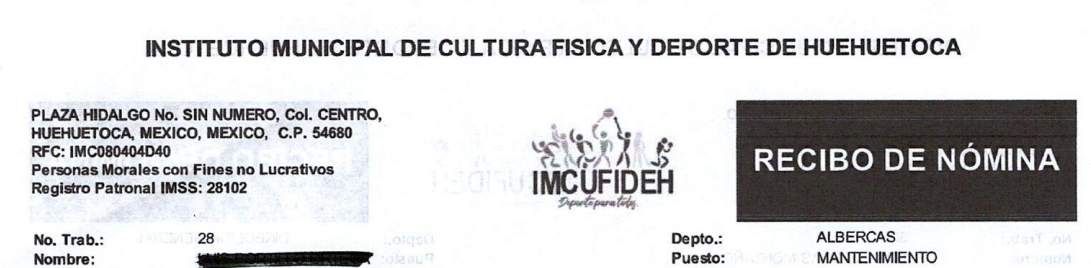 INSTITUTO MUNICIPAL DE CULTURA FISICA Y DEPORTE DE HUEHUETOCA
PLAZA HIDALGO No. SIN NUMERO, Col. CENTRO,
HUEHUETOCA, MEXICO, MEXICO, C.P. 54680
RFC: IMC080404D40
Personas Morales con Fines no Lucrativos
Registro Patronal IMSS: 28102
IMCUFIDEH
Deporte para todos
RECIBO DE NÓMINA
No. Trab.: 28
Nombre:
Depto.: ALBERCAS
Puesto: MANTENIMIENTO